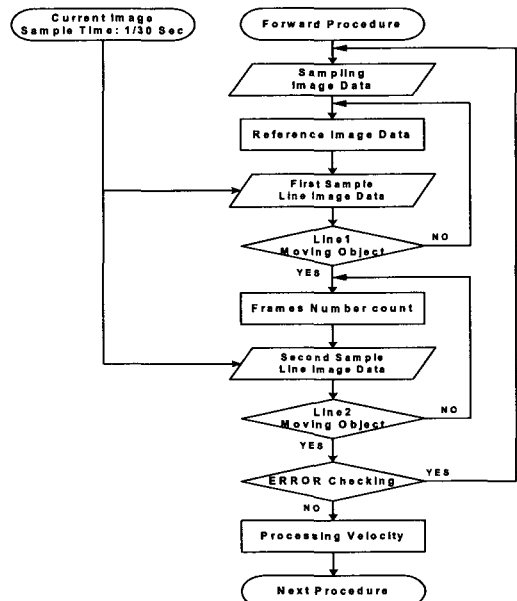 Current Image
Sample Time: 1/30 Sec
Forward Procedure
Sampling
Image Data
Reference Image Data
First Sample
Line Image Data
Line1
Moving Object
NO
YES
Frames Number count
Second Sample
Line Image Data
Line2
Moving Object
NO
YES
ERROR Checking
YES
NO
Processing Velocity
Next Procedure